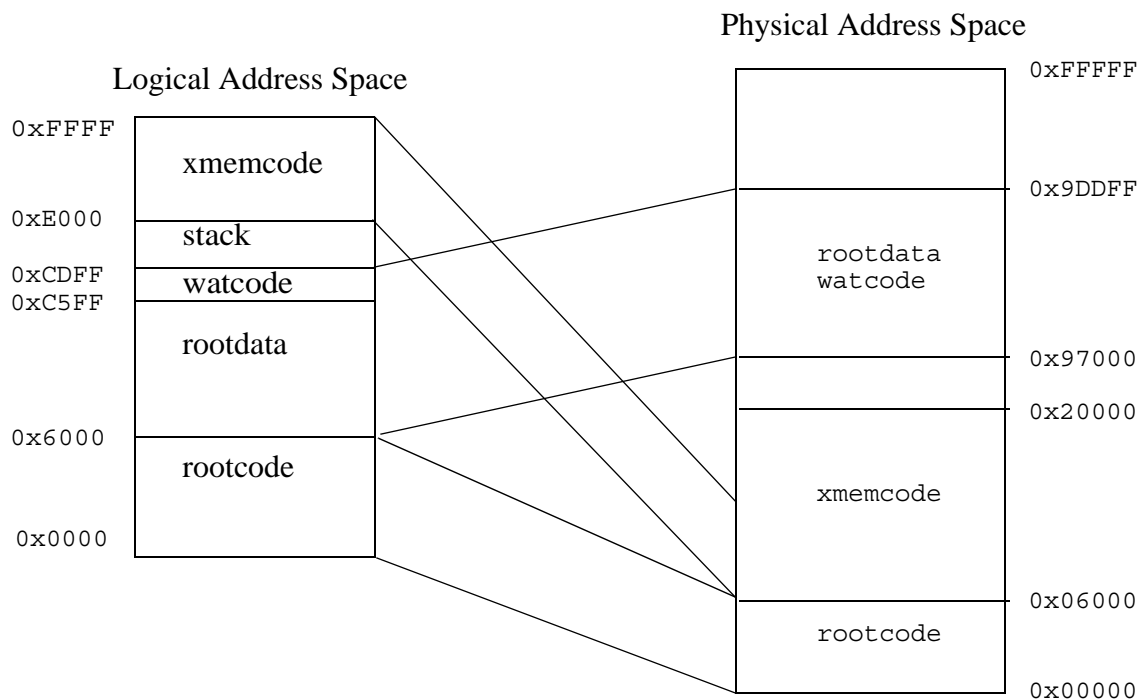 Physical Address Space
0xFFFFF
Logical Address Space
0xFFFF
xmemcode
0xE000
stack
0xCDFF
watcode
0xC5FF
rootdata
0x6000
rootcode
0x0000
0x9DDFF
rootdata
watcode
0x97000
0x20000
xmemcode
0x06000
rootcode
0x00000